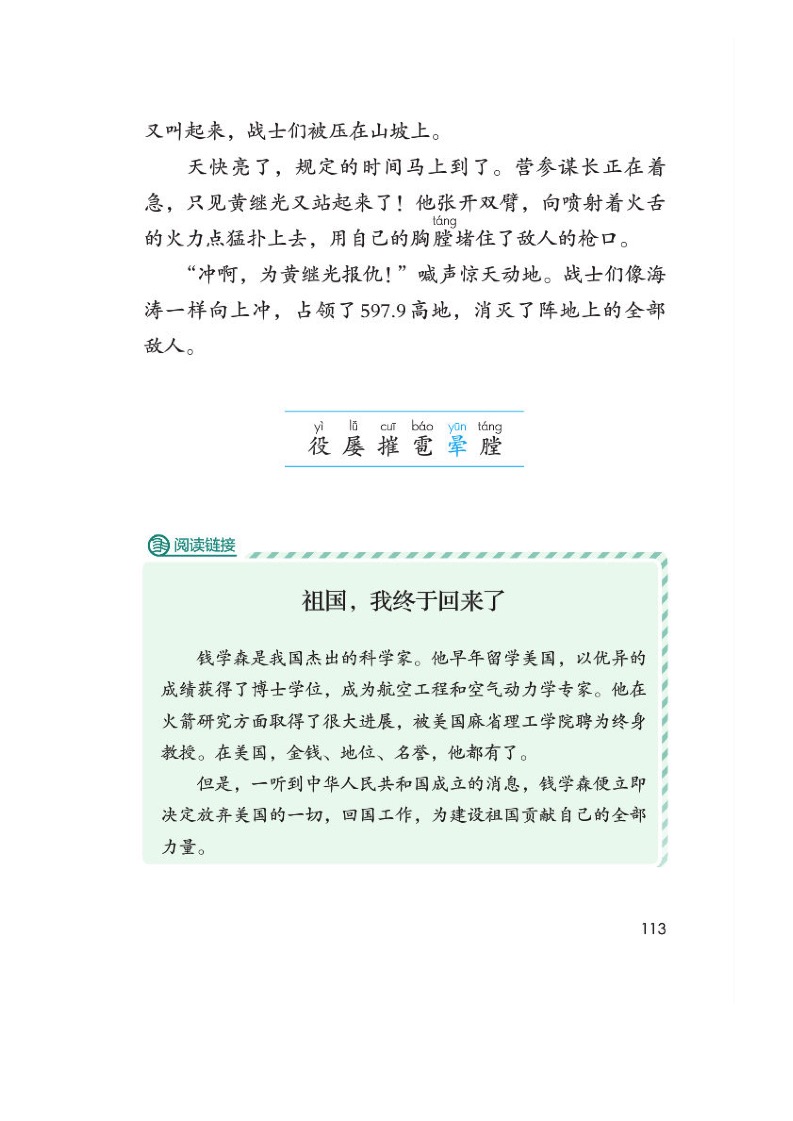 又叫起来，战士们被压在山坡上。
天快亮了，规定的时间马上到了。营参谋长正在着
急，只见黄继光又站起来了！他张开双臂，向喷射着火舌
táng
的火力点猛扑上去，用自己的胸膛堵住了敌人的枪口。
“冲啊，为黄继光报仇！”喊声惊天动地。战士们像海
涛一样向上冲，占领了597.9高地，消灭了阵地上的全部
敌人。
yì lǚ cuī báo yūn táng
役 屡 摧 雹 晕 膛
阅读链接
祖国，我终于回来了
钱学森是我国杰出的科学家。他早年留学美国，以优异的
成绩获得了博士学位，成为航空工程和空气动力学专家。他在
火箭研究方面取得了很大进展，被美国麻省理工学院聘为终身
教授。在美国，金钱、地位、名誉，他都有了。
但是，一听到中华人民共和国成立的消息，钱学森便立即
决定放弃美国的一切，回国工作，为建设祖国贡献自己的全部
力量。
113